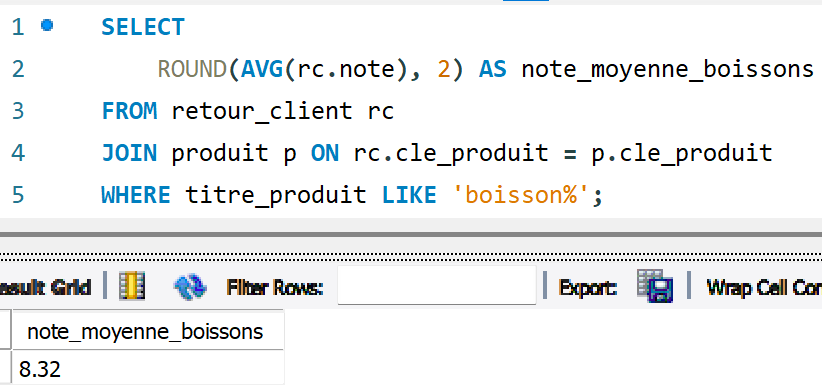 1 SELECT
2 ROUND(AVG(rc.note), 2) AS note_moyenne_boissons
3 FROM retour_client rc
4 JOIN produit p ON rc.cle_produit = p.cle_produit
5 WHERE titre_produit LIKE 'boisson%';
esult Grid Filter Rows: Export: Wrap Cell Con
note_moyenne_boissons
8.32